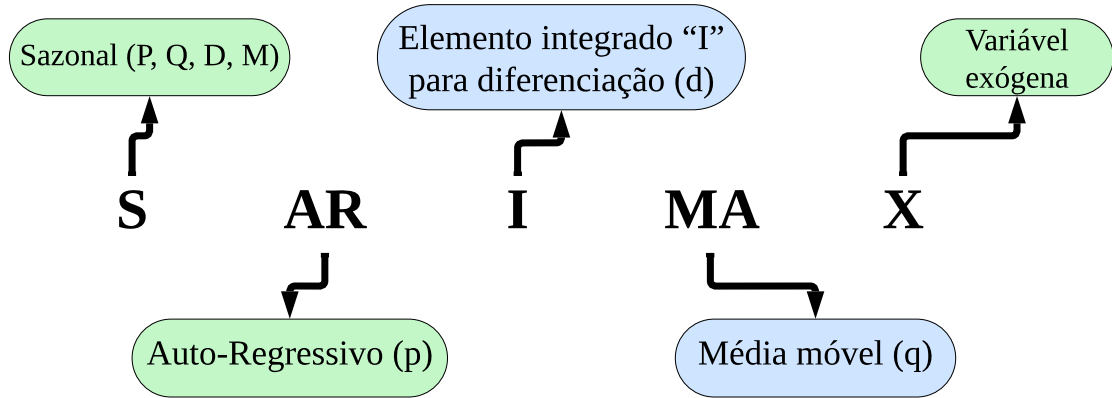 Sazonal (P, Q, D, M)
Elemento integrado “I”
para diferenciação (d)
Variável
exógena
S AR I MA X
Auto-Regressivo (p)
Média móvel (q)